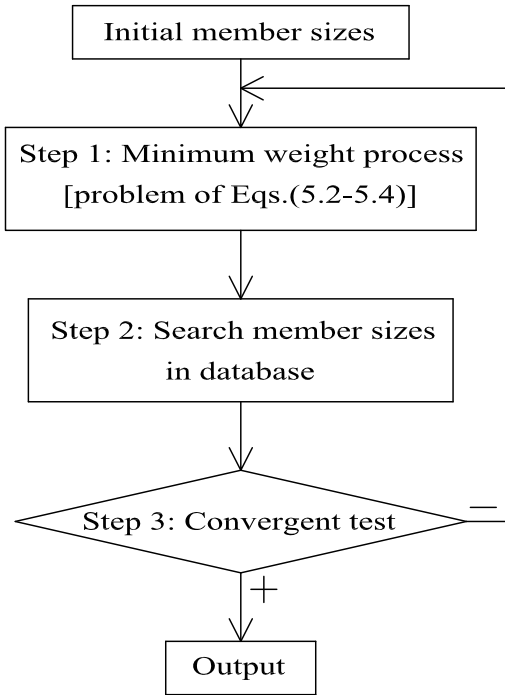 Initial member sizes
Step 1: Minimum weight process
[problem of Eqs.(5.2-5.4)]
Step 2: Search member sizes
in database
Step 3: Convergent test
−
+
Output